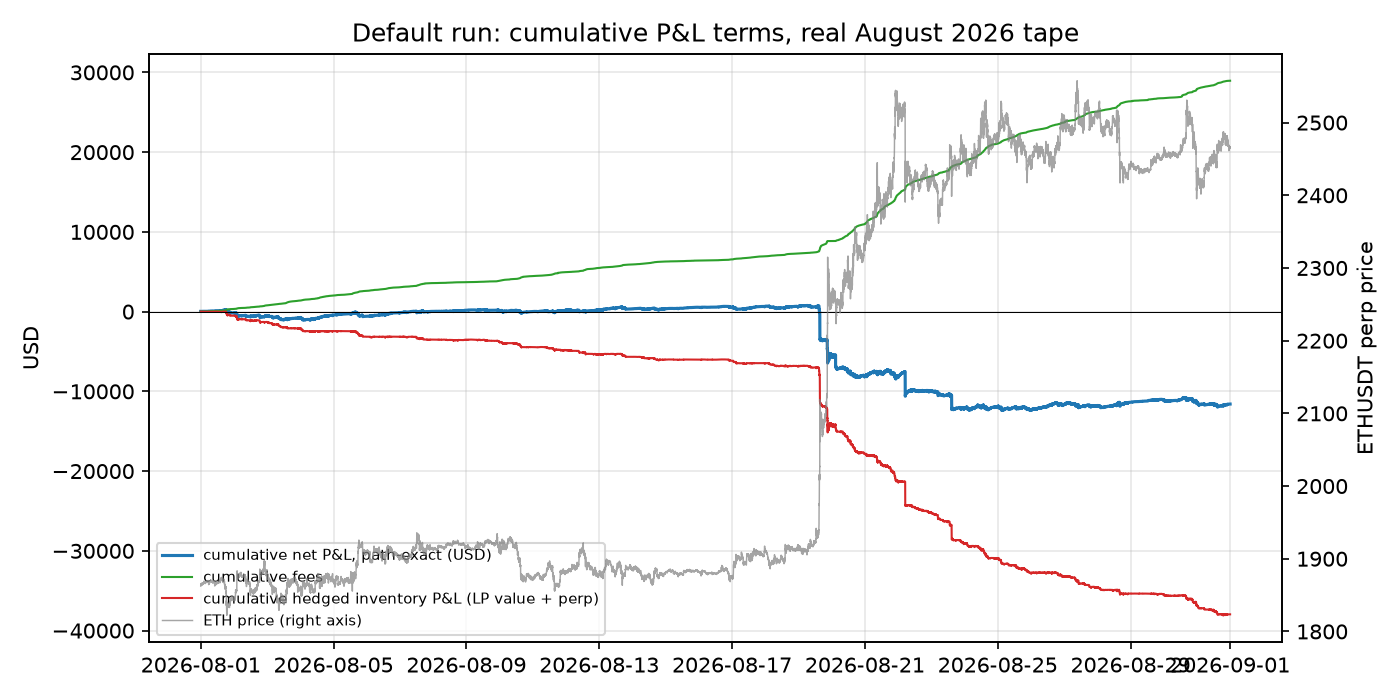 Default run: cumulative P&L terms, real August 2026 tape
30000
20000
10000
0
−10000
−20000
−30000
−40000
USD
2500
2400
2300
2200
2100
2000
1900
1800
ETHUSDT perp price
cumulative net P&L, path exact (USD)
cumulative fees
cumulative hedged inventory P&L (LP value + perp)
ETH price (right axis)
2026-08-01 2026-08-05 2026-08-09 2026-08-13 2026-08-17 2026-08-21 2026-08-25 2026-08-29 2026-09-01